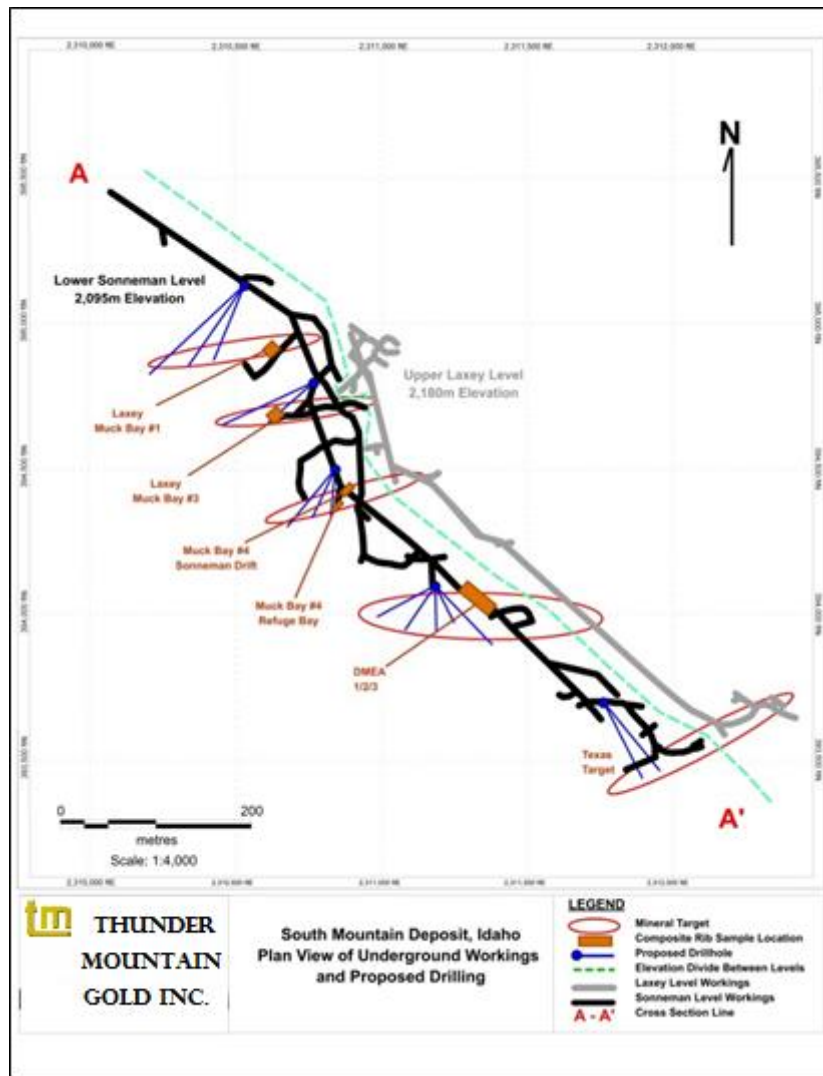 N
A
Lower Sonneman Level
2,095m Elevation
Upper Laxey Level
2,180m Elevation
Laxey
Muck Bay #1
Laxey
Muck Bay #3
Muck Bay #4
Sonneman Drift
Muck Bay #4
Refuge Bay
DMEA
1/2/3
Texas
Target
A'
0 200
metres
Scale: 1:4,000
tm
THUNDER
MOUNTAIN
GOLD INC.
South Mountain Deposit, Idaho
Plan View of Underground Workings
and Proposed Drilling
LEGEND
Mineral Target
Composite Rib Sample Location
Proposed Drillhole
Elevation Divide Between Levels
Laxey Level Workings
Sonneman Level Workings
A - A' Cross Section Line